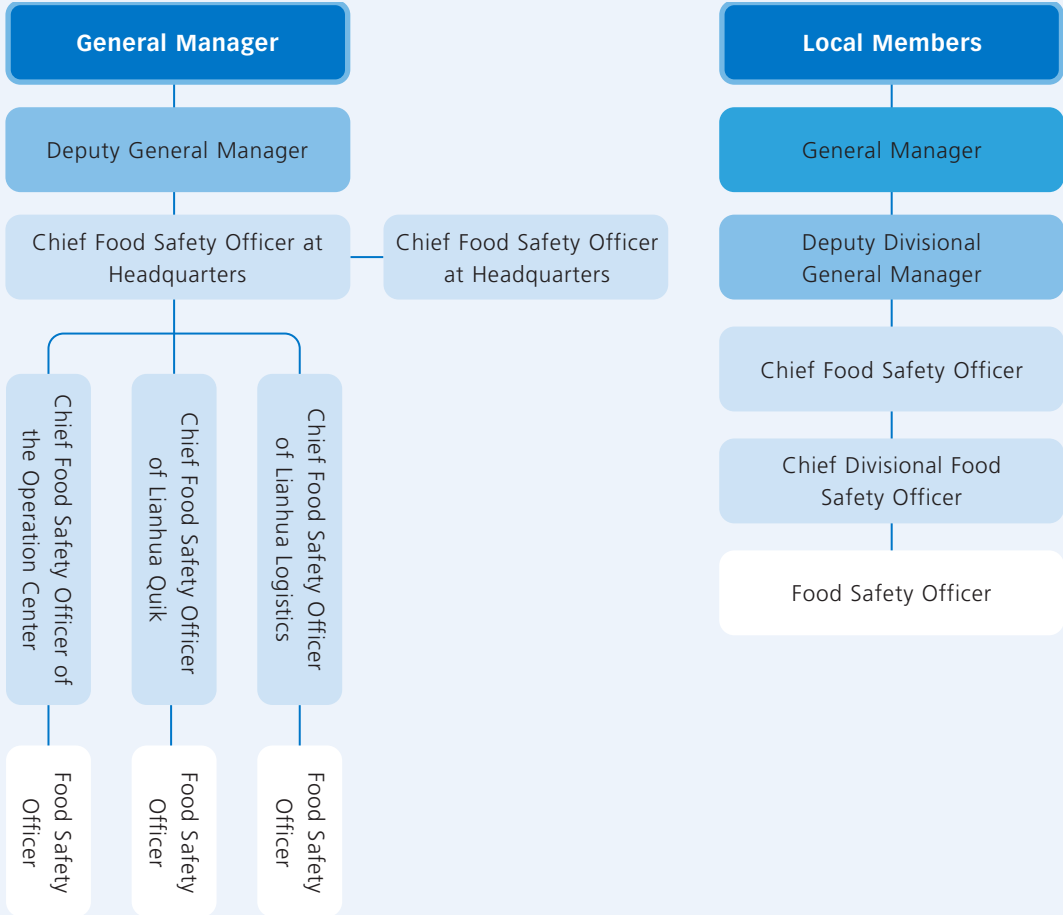 General Manager
Deputy General Manager
Chief Food Safety Officer at
Headquarters
Chief Food Safety Officer
at Headquarters
Chief Food Safety Officer of
the Operation Center
Chief Food Safety Officer
of Lianhua Quik
Chief Food Safety Officer
of Lianhua Logistics
Food Safety
Officer
Food Safety
Officer
Food Safety
Officer
Local Members
General Manager
Deputy Divisional
General Manager
Chief Food Safety Officer
Chief Divisional Food
Safety Officer
Food Safety Officer